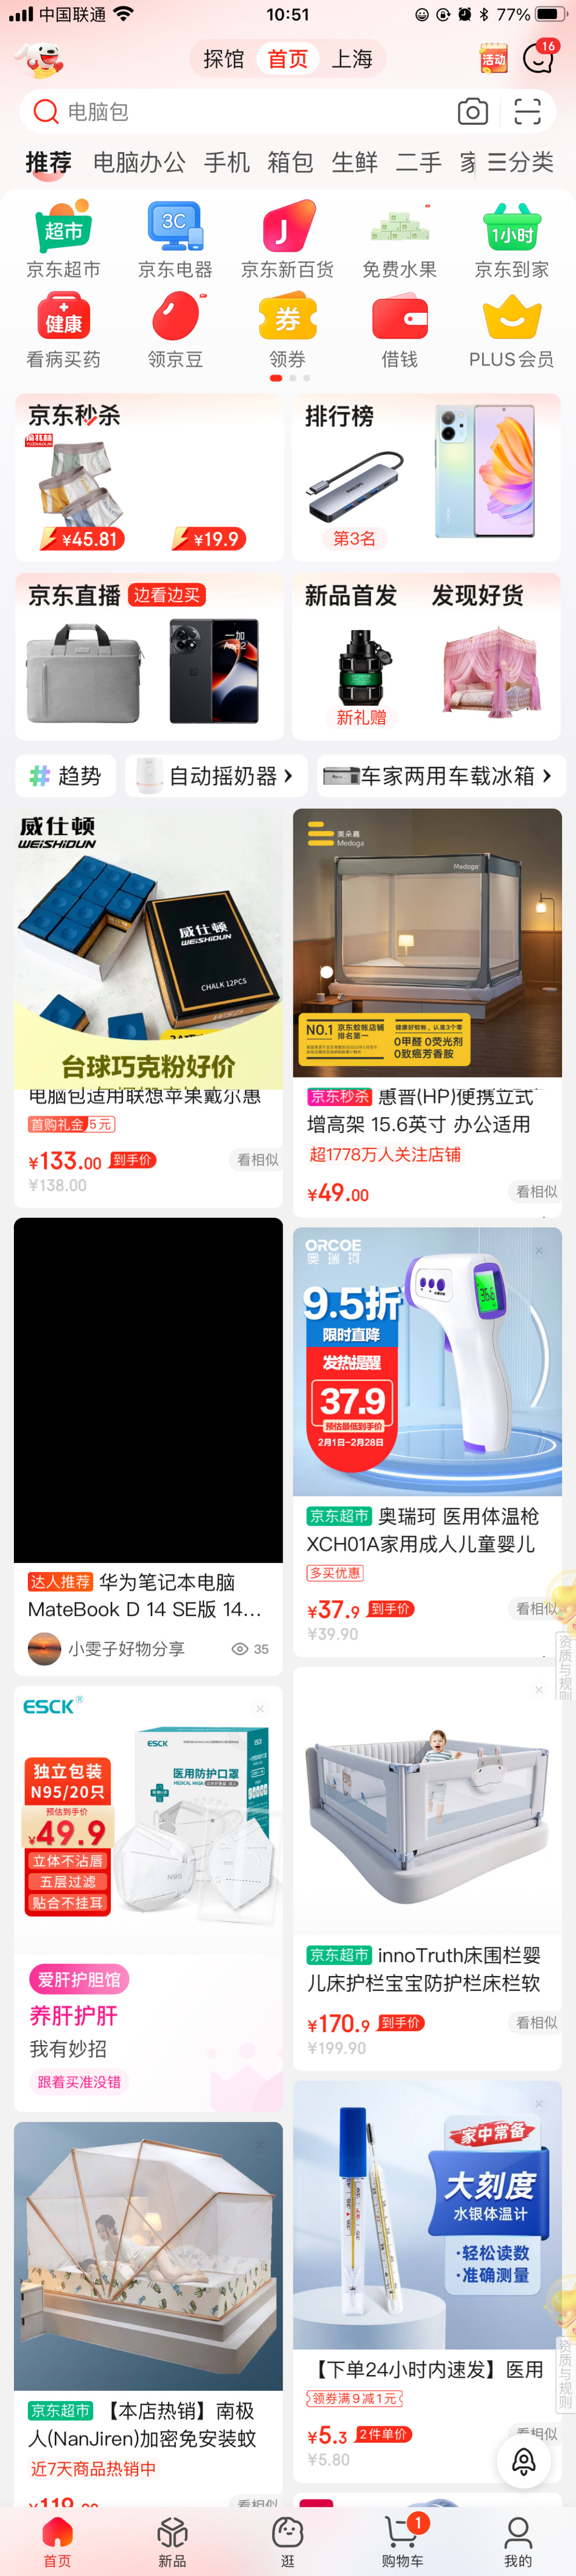 中国联通
10:51
77%
探馆 首页 上海
活动
16
电脑包
推荐 电脑办公 手机 箱包 生鲜 二手 分类
超市
3C
J
1小时
京东超市 京东电器 京东新百货 免费水果 京东到家
健康
券
看病买药 领京豆 领券 借钱 PLUS会员
京东秒杀
¥45.81
¥19.9
排行榜
第3名
京东直播 边看边买
一加
新品首发 发现好货
新礼赠
趋势
自动摇奶器
车家两用车载冰箱
威仕顿
WEiSHiDUN
威仕顿
WEiSHiDUN
CHALK 12PCS
台球巧克粉好价
电脑包适用联想苹果戴尔惠
首购礼金 5元
¥133.00 到手价
看相似
¥138.00
美朵嘉
Medoga
Medoga
NO.1 京东蚊帐店铺
排名第一
健康好蚊帐，认准3个零
0甲醛 0荧光剂
0致癌芳香胺
京东秒杀 惠普(HP)便携立式
增高架 15.6英寸 办公适用
超1778万人关注店铺
¥49.00
看相似
达人推荐 华为笔记本电脑
MateBook D 14 SE版 14...
小雯子好物分享
35
ORCOE
奥瑞珂
9.5折
限时直降
发热提醒
37.9
预估最低到手价
2月1日-2月28日
京东超市 奥瑞珂 医用体温枪
XCH01A家用成人儿童婴儿
多买优惠
¥37.9 到手价
看相似
¥39.90
资质与规则
ESCK®
ESCK
医用防护口罩
MEDICAL MASK
独立包装
N95/20只
预估到手价
¥49.9
立体不沾唇
五层过滤
贴合不挂耳
N95
爱肝护胆馆
养肝护肝
我有妙招
跟着买准没错
京东超市 innoTruth床围栏婴
儿床护栏宝宝防护栏床栏软
¥170.9 到手价
看相似
¥199.90
京东超市 【本店热销】南极
人(NanJiren)加密免安装蚊
近7天商品热销中
¥119.00
看相似
家中常备
大刻度
水银体温计
·轻松读数
·准确测量
【下单24小时内速发】医用
领券满9减1元
¥5.3 2件单价
看相似
¥5.80
资质与规则
1
首页 新品 逛 购物车 我的